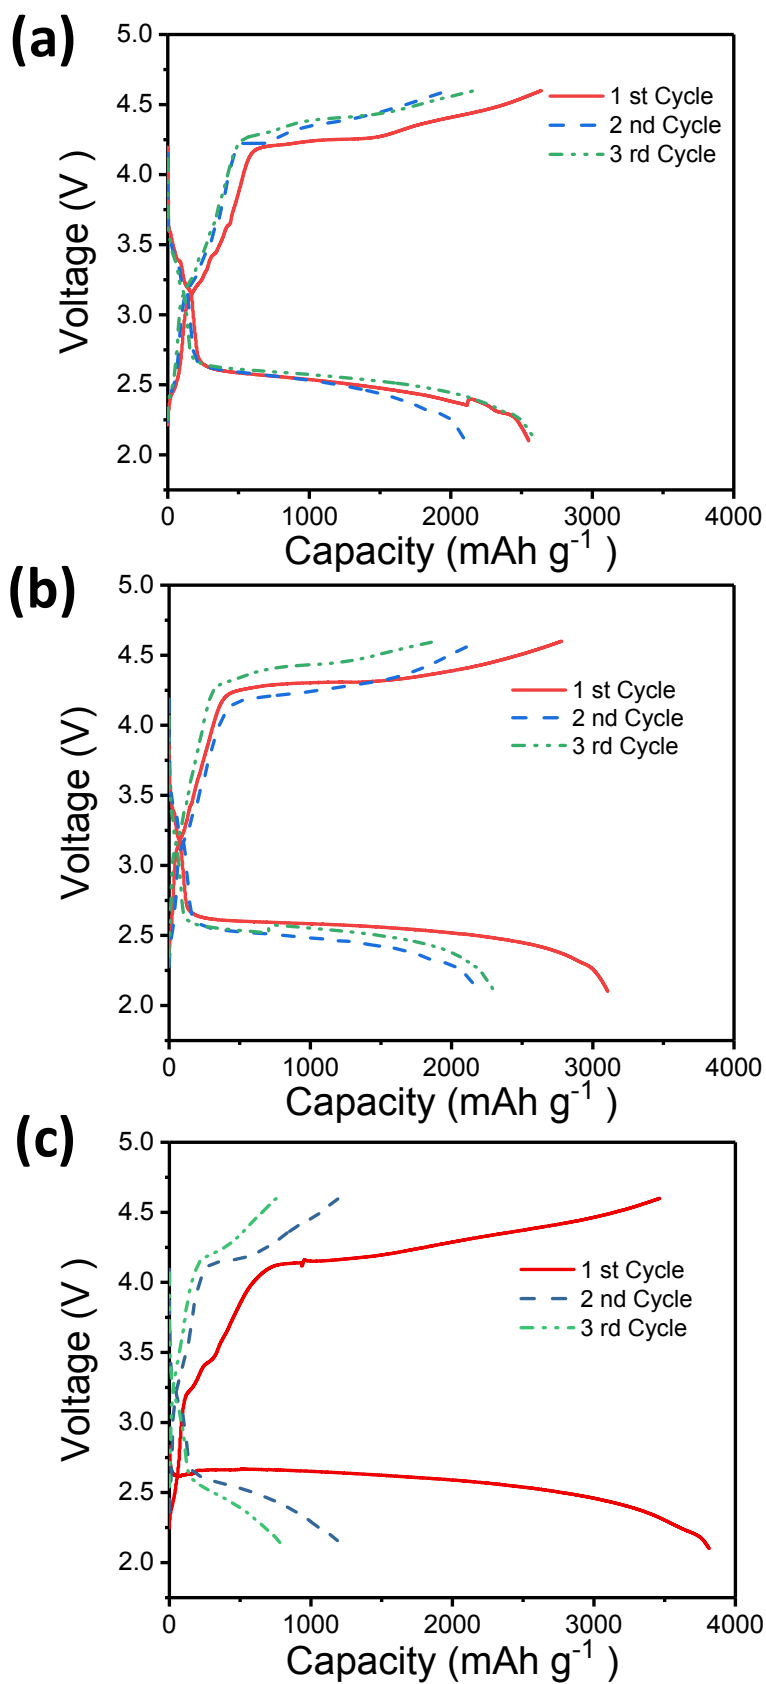 (a)
5.0
4.5
4.0
3.5
3.0
2.5
2.0
Voltage (V )
1 st Cycle
2 nd Cycle
3 rd Cycle
0 1000 2000 3000 4000
Capacity (mAh g⁻¹ )
(b)
5.0
4.5
4.0
3.5
3.0
2.5
2.0
Voltage (V)
1 st Cycle
2 nd Cycle
3 rd Cycle
0 1000 2000 3000 4000
Capacity (mAh g⁻¹ )
(c)
5.0
4.5
4.0
3.5
3.0
2.5
2.0
Voltage (V )
1 st Cycle
2 nd Cycle
3 rd Cycle
0 1000 2000 3000 4000
Capacity (mAh g⁻¹ )